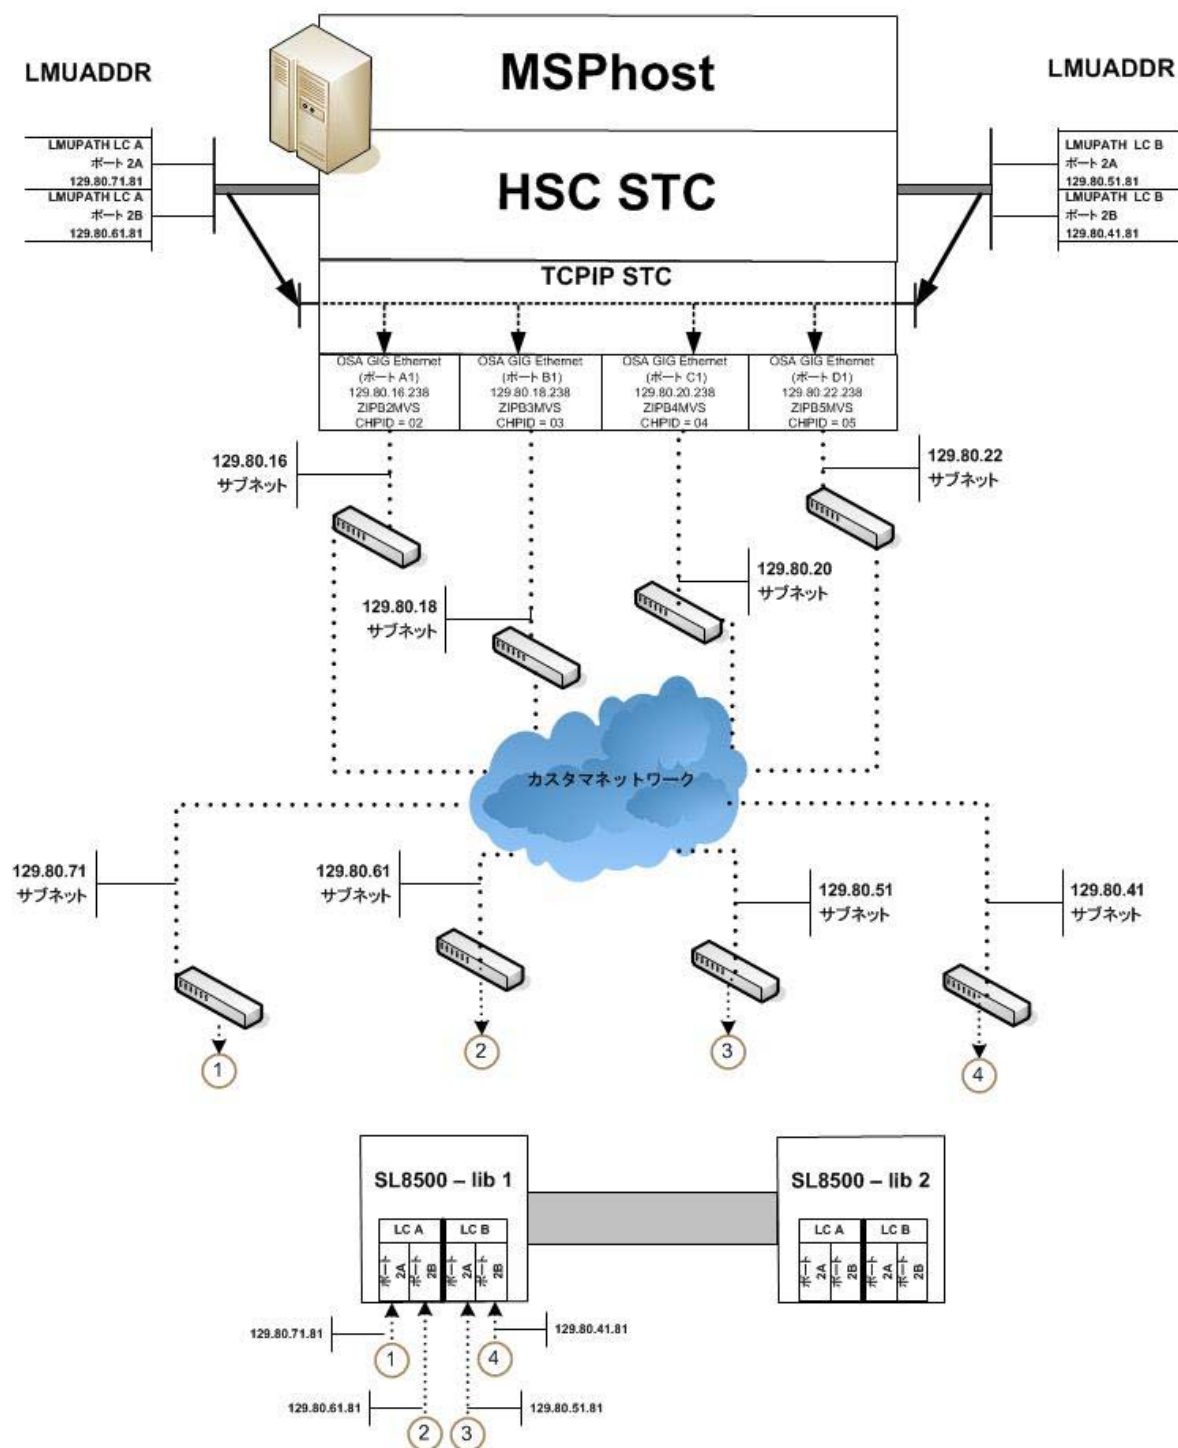 MSPhost
LMUADDR
LMUADDR
LMUPATH LC A
ポート 2A
129.80.71.81
LMUPATH LC A
ポート 2B
129.80.61.81
HSC STC
LMUPATH LC B
ポート 2A
129.80.51.81
LMUPATH LC B
ポート 2B
129.80.41.81
TCPIP STC
OSA GIG Ethernet
(ポート A1)
129.80.16.238
ZIPB2MVS
CHPID = 02
OSA GIG Ethernet
(ポート B1)
129.80.18.238
ZIPB3MVS
CHPID = 03
OSA GIG Ethernet
(ポート C1)
129.80.20.238
ZIPB4MVS
CHPID = 04
OSA GIG Ethernet
(ポート D1)
129.80.22.238
ZIPB5MVS
CHPID = 05
129.80.16
サブネット
129.80.22
サブネット
129.80.18
サブネット
129.80.20
サブネット
カスタマネットワーク
129.80.71
サブネット
129.80.61
サブネット
129.80.51
サブネット
129.80.41
サブネット
1
2
3
4
SL8500 – lib 1
LC A
LC B
ポート 2A
ポート 2B
ポート 2A
ポート 2B
SL8500 – lib 2
LC A
LC B
ポート 2A
ポート 2B
ポート 2A
ポート 2B
129.80.71.81
1
4
129.80.41.81
129.80.61.81
2
3
129.80.51.81